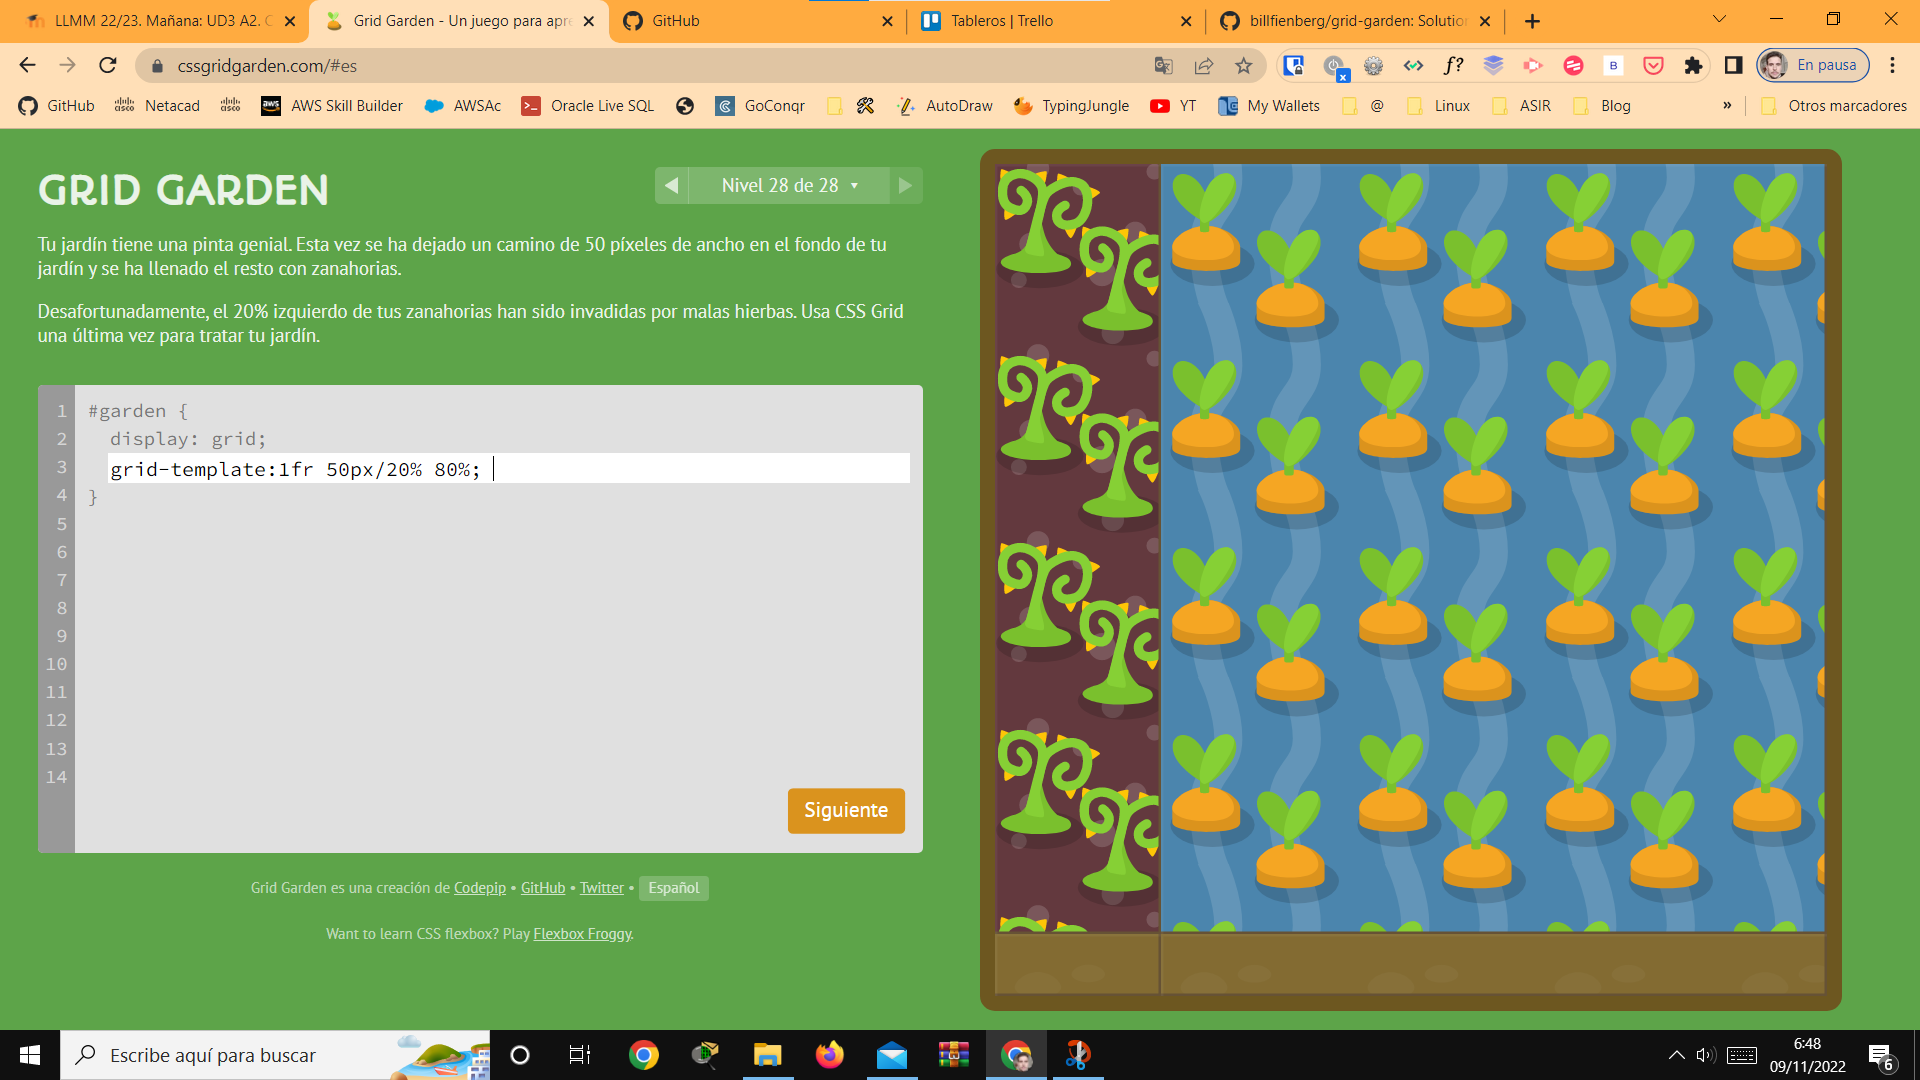 LLMM 22/23. Mañana: UD3 A2. C
Grid Garden - Un juego para apre
GitHub
Tableros | Trello
billfienberg/grid-garden: Solution
cssgridgarden.com/#es
f?
B
En pausa
GitHub
cisco
Netacad
cisco
aws
AWS Skill Builder
AWSAc
Oracle Live SQL
GoConqr
AutoDraw
TypingJungle
YT
My Wallets
@
Linux
ASIR
Blog
»
Otros marcadores
GRID GARDEN
Nivel 28 de 28
Tu jardín tiene una pinta genial. Esta vez se ha dejado un camino de 50 píxeles de ancho en el fondo de tu
jardín y se ha llenado el resto con zanahorias.
Desafortunadamente, el 20% izquierdo de tus zanahorias han sido invadidas por malas hierbas. Usa CSS Grid
una última vez para tratar tu jardín.
1 #garden {
2 display: grid;
3 grid-template:1fr 50px/20% 80%;
4 }
5
6
7
8
9
10
11
12
13
14
Siguiente
Grid Garden es una creación de Codepip • GitHub • Twitter • Español
Want to learn CSS flexbox? Play Flexbox Froggy.
Escribe aquí para buscar
6:48
09/11/2022
6